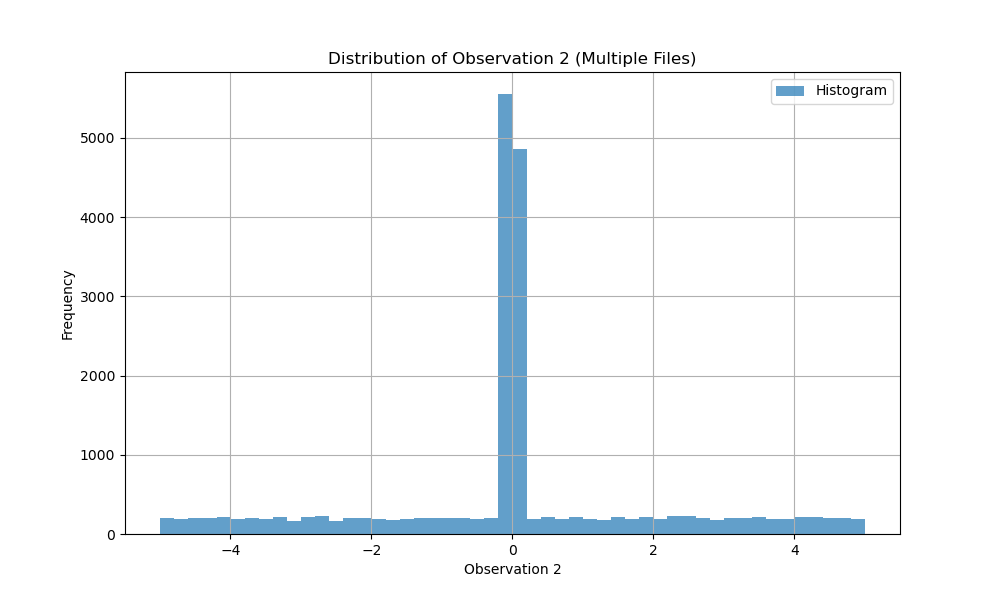 Distribution of Observation 2 (Multiple Files)
Histogram
5000
4000
3000
2000
1000
0
Frequency
−4
−2
0
2
4
Observation 2